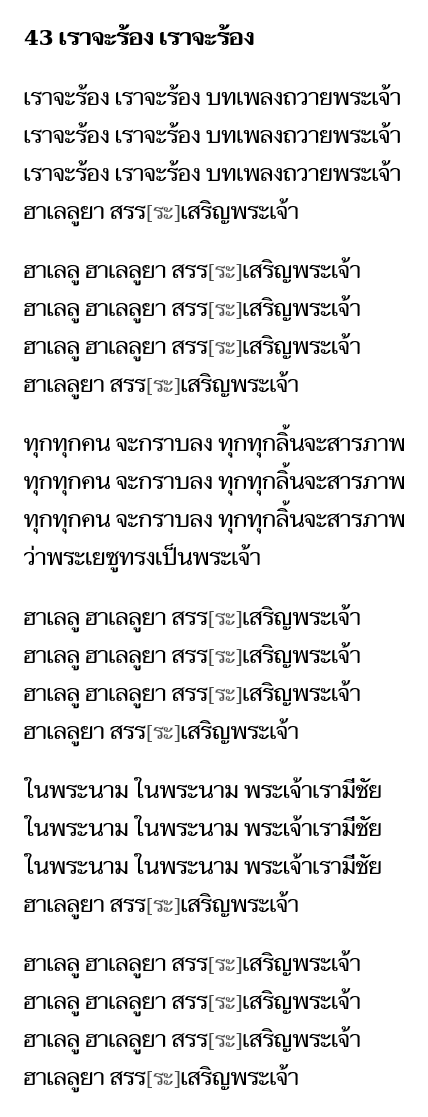 43 เราจะร้อง เราจะร้อง
เราจะร้อง เราจะร้อง บทเพลงถวายพระเจ้า
เราจะร้อง เราจะร้อง บทเพลงถวายพระเจ้า
เราจะร้อง เราจะร้อง บทเพลงถวายพระเจ้า
ฮาเลลูยา สรร[ระ]เสริญพระเจ้า
ฮาเลลู ฮาเลลูยา สรร[ระ]เสริญพระเจ้า
ฮาเลลู ฮาเลลูยา สรร[ระ]เสริญพระเจ้า
ฮาเลลู ฮาเลลูยา สรร[ระ]เสริญพระเจ้า
ฮาเลลูยา สรร[ระ]เสริญพระเจ้า
ทุกทุกคน จะกราบลง ทุกทุกลิ้นจะสารภาพ
ทุกทุกคน จะกราบลง ทุกทุกลิ้นจะสารภาพ
ทุกทุกคน จะกราบลง ทุกทุกลิ้นจะสารภาพ
ว่าพระเยซูทรงเป็นพระเจ้า
ฮาเลลู ฮาเลลูยา สรร[ระ]เสริญพระเจ้า
ฮาเลลู ฮาเลลูยา สรร[ระ]เสริญพระเจ้า
ฮาเลลู ฮาเลลูยา สรร[ระ]เสริญพระเจ้า
ฮาเลลูยา สรร[ระ]เสริญพระเจ้า
ในพระนาม ในพระนาม พระเจ้าเรามีชัย
ในพระนาม ในพระนาม พระเจ้าเรามีชัย
ในพระนาม ในพระนาม พระเจ้าเรามีชัย
ฮาเลลูยา สรร[ระ]เสริญพระเจ้า
ฮาเลลู ฮาเลลูยา สรร[ระ]เสริญพระเจ้า
ฮาเลลู ฮาเลลูยา สรร[ระ]เสริญพระเจ้า
ฮาเลลู ฮาเลลูยา สรร[ระ]เสริญพระเจ้า
ฮาเลลูยา สรร[ระ]เสริญพระเจ้า